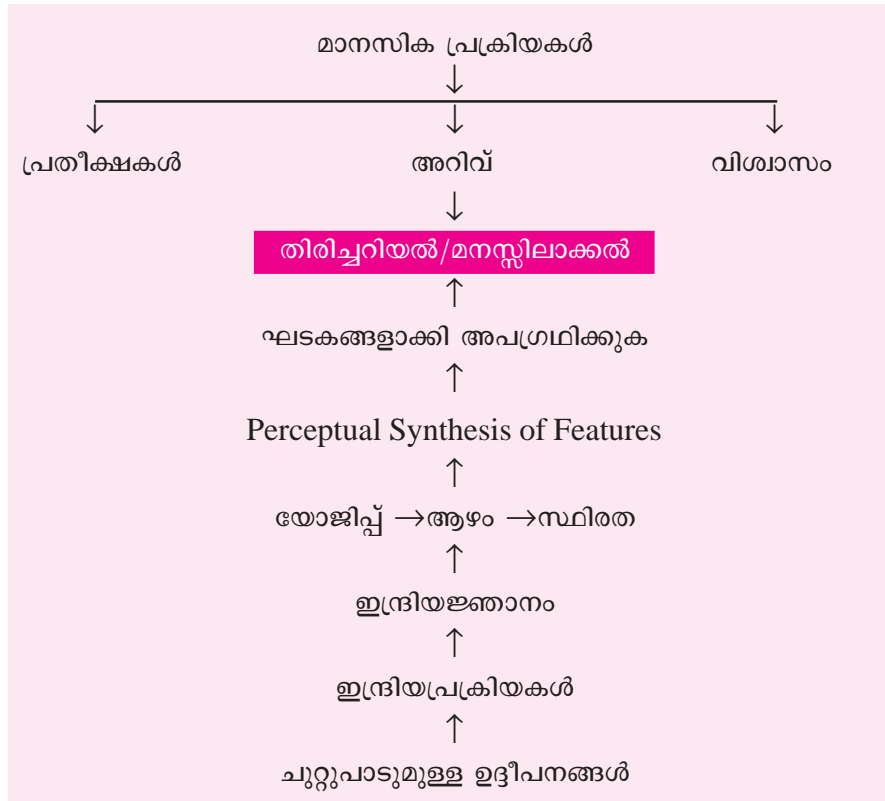 മാനസിക പ്രക്രിയകൾ
↓
↓ ↓ ↓
പ്രതീക്ഷകൾ അറിവ് വിശ്വാസം
↓
തിരിച്ചറിയൽ/മനസ്സിലാക്കൽ
↑
ഘടകങ്ങളാക്കി അപഗ്രഥിക്കുക
↑
Perceptual Synthesis of Features
↑
യോജിപ്പ് →ആഴം →സ്ഥിരത
↑
ഇന്ദ്രിയജ്ഞാനം
↑
ഇന്ദ്രിയപ്രക്രിയകൾ
↑
ചുറ്റുപാടുമുള്ള ഉദ്ദീപനങ്ങൾ